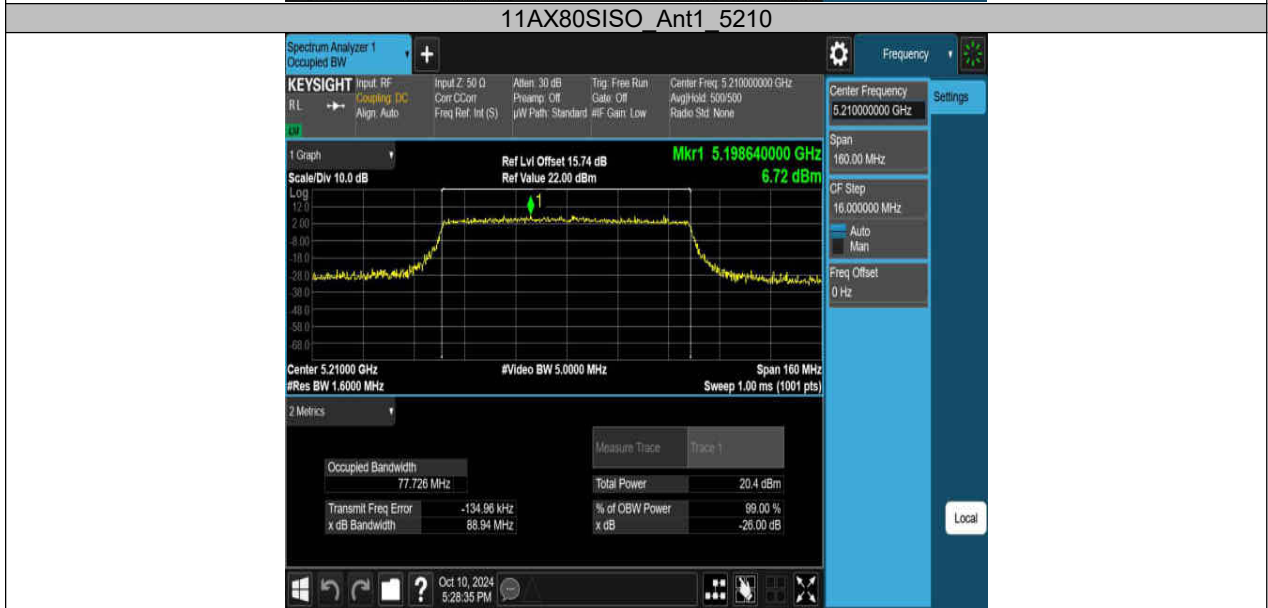 11AX80SISO_Ant1_5210
Spectrum Analyzer 1
Occupied BW
+
Frequency
KEYSIGHT
RL
LM
Input: RF
Coupling: DC
Align: Auto
Input Z: 50 Ω
Corr CCorr
Freq Ref: Int (S)
Atten: 30 dB
Preamp: Off
µW Path: Standard
Trig: Free Run
Gate: Off
#IF Gain: Low
Center Freq: 5.210000000 GHz
Avg|Hold: 500/500
Radio Std: None
Center Frequency
5.210000000 GHz
Settings
Span
160.00 MHz
CF Step
16.000000 MHz
Auto
Man
Freq Offset
0 Hz
1 Graph
Scale/Div 10.0 dB
Ref Lvl Offset 15.74 dB
Ref Value 22.00 dBm
Mkr1 5.198640000 GHz
6.72 dBm
Log
12.0
2.00
-8.00
-18.0
-28.0
-38.0
-48.0
-58.0
-68.0
1
Center 5.21000 GHz
#Res BW 1.6000 MHz
#Video BW 5.0000 MHz
Span 160 MHz
Sweep 1.00 ms (1001 pts)
2 Metrics
Measure Trace
Trace 1
Occupied Bandwidth
77.726 MHz
Total Power
20.4 dBm
Transmit Freq Error
-134.96 kHz
% of OBW Power
99.00 %
x dB Bandwidth
88.94 MHz
x dB
-26.00 dB
Local
?
Oct 10, 2024
5:28:35 PM